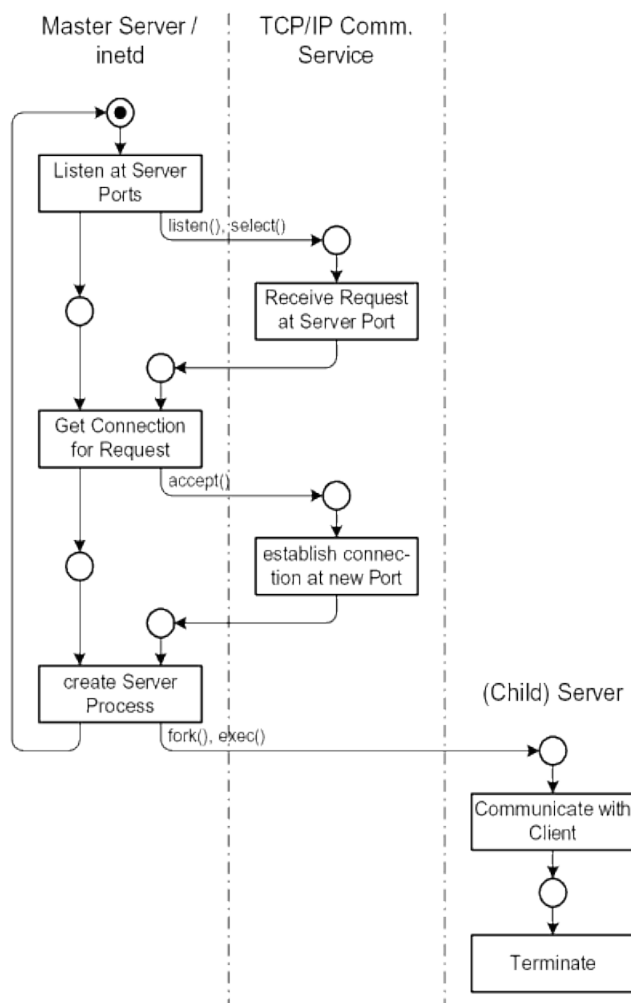 Master Server /
inetd
TCP/IP Comm.
Service
Listen at Server
Ports
listen(), select()
Receive Request
at Server Port
Get Connection
for Request
accept()
establish connec-
tion at new Port
create Server
Process
(Child) Server
fork(), exec()
Communicate with
Client
Terminate